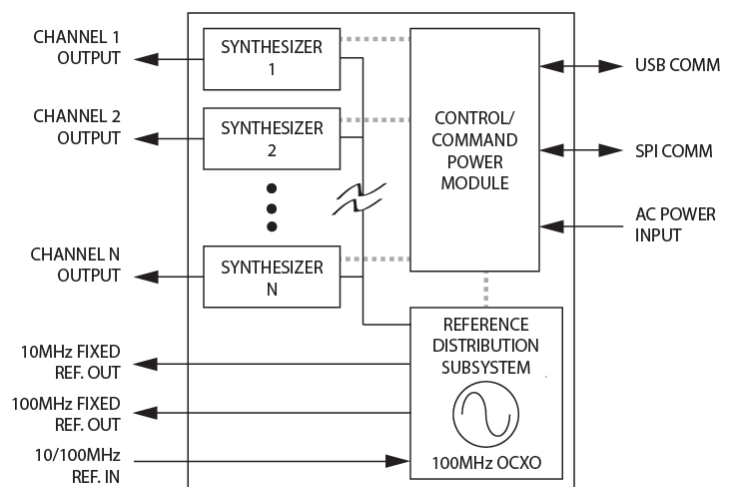 CHANNEL 1
OUTPUT
SYNTHESIZER
1
CHANNEL 2
OUTPUT
SYNTHESIZER
2
CHANNEL N
OUTPUT
SYNTHESIZER
N
CONTROL/
COMMAND
POWER
MODULE
USB COMM
SPI COMM
AC POWER
INPUT
10MHz FIXED
REF. OUT
100MHz FIXED
REF. OUT
10/100MHz
REF. IN
REFERENCE
DISTRIBUTION
SUBSYSTEM
100MHz OCXO